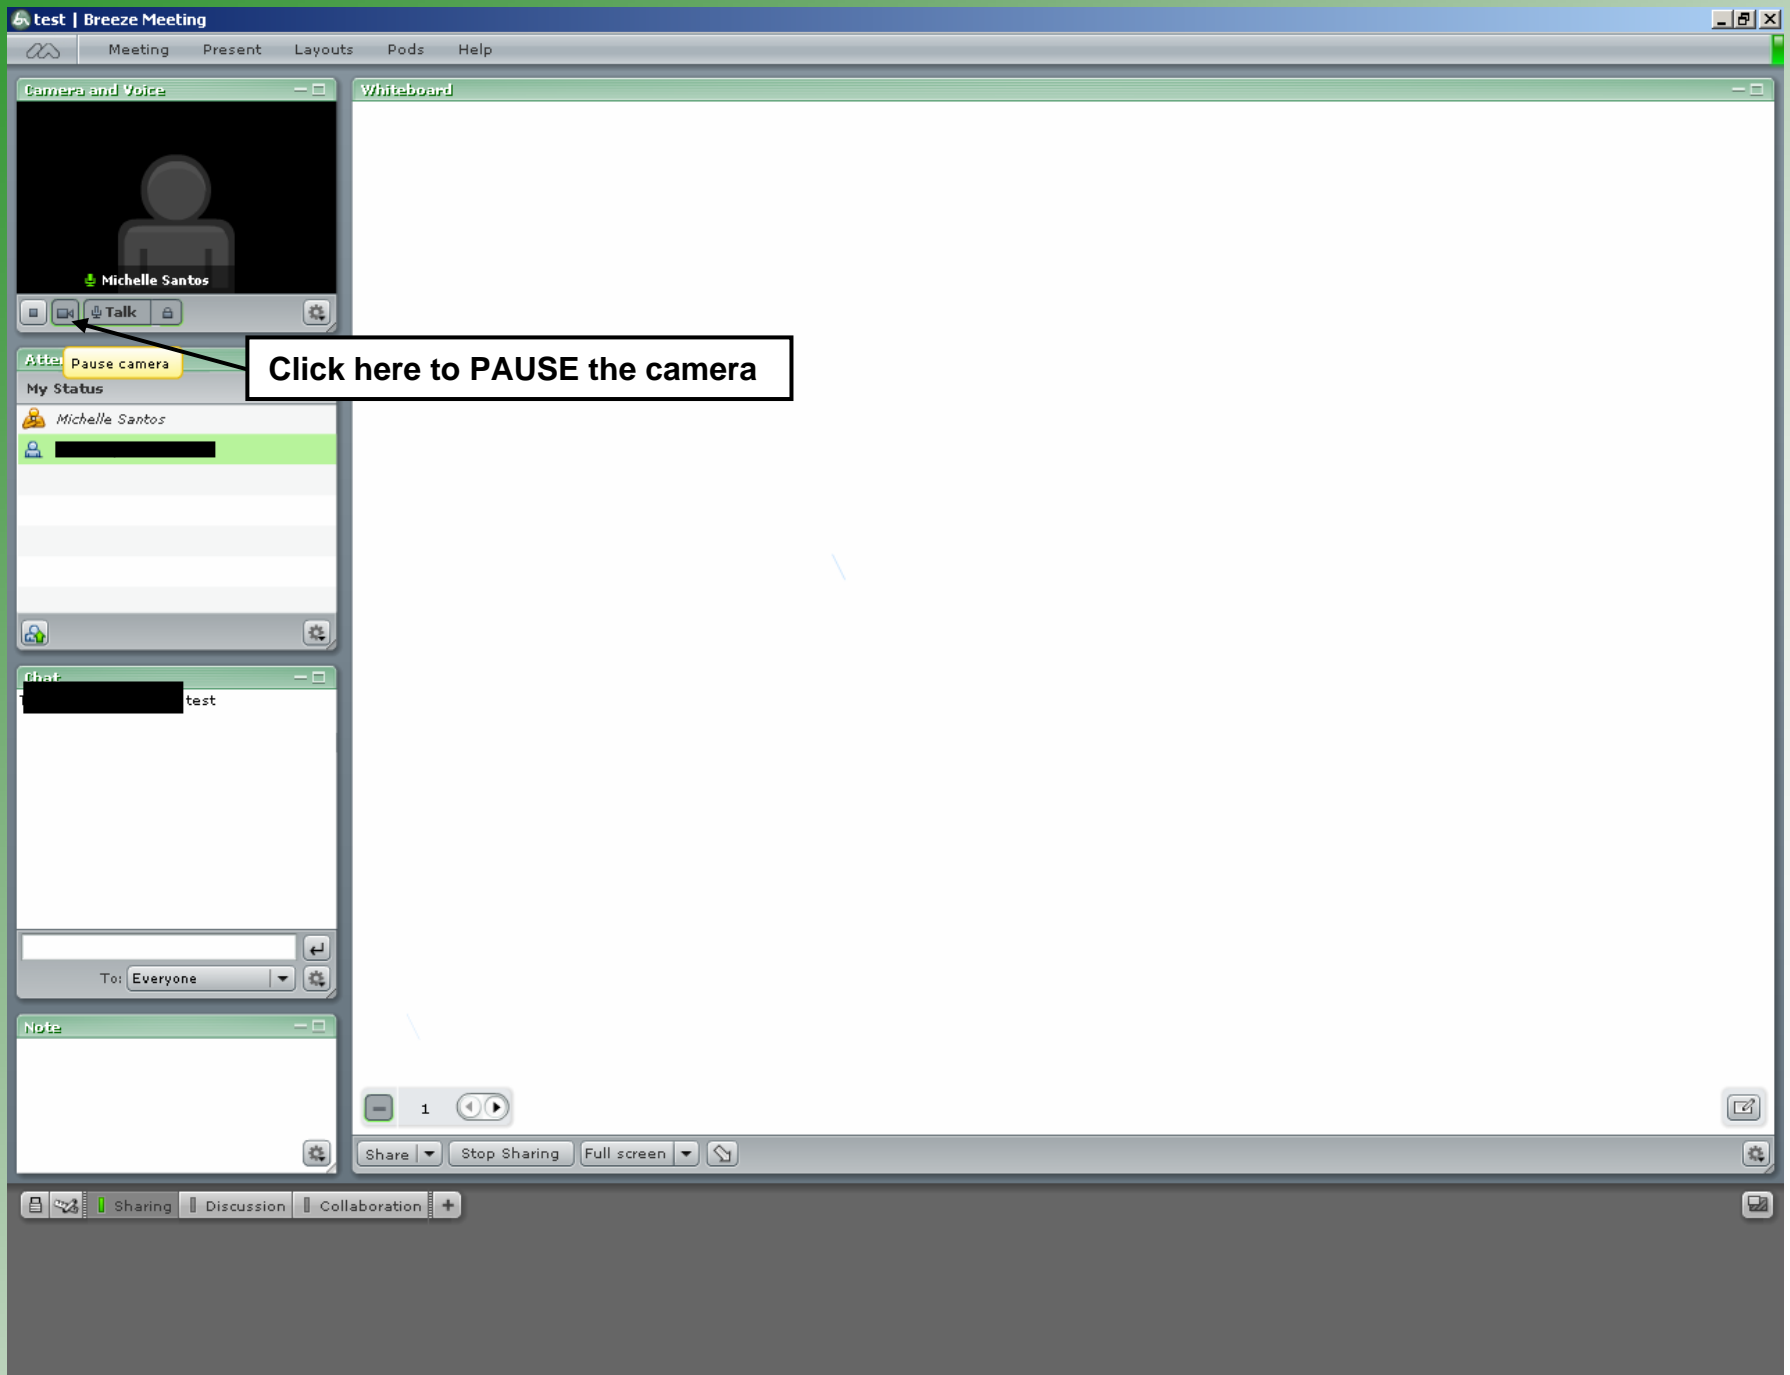 test | Breeze Meeting
Meeting Present Layouts Pods Help
Camera and Voice
Whiteboard
Michelle Santos
Talk
Click here to PAUSE the camera
Pause camera
My Status
Michelle Santos
Chat
test
To: Everyone
Note
1
Share Stop Sharing Full screen
Sharing Discussion Collaboration +